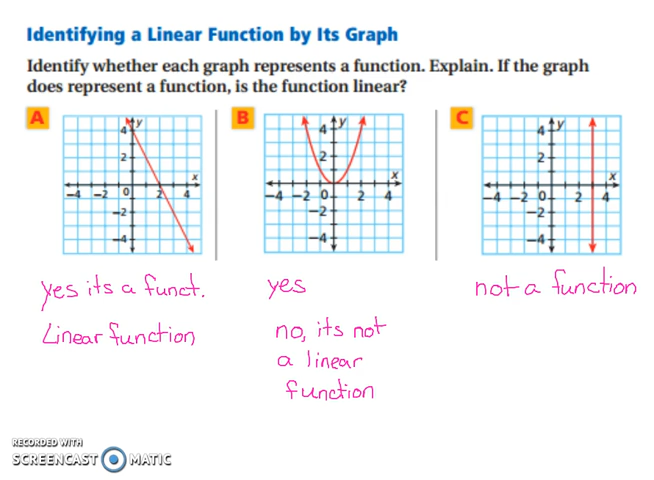 Identifying a Linear Function by Its Graph
Identify whether each graph represents a function. Explain. If the graph
does represent a function, is the function linear?
A
B
C
4 y
2
x
-4 -2 0 2 4
-2
-4
4 y
2
x
-4 -2 0 2 4
-2
-4
4 y
2
x
-4 -2 0 2 4
-2
-4
yes its a funct.
Linear function
yes
no, its not
a linear
function
not a function
RECORDED WITH
SCREENCAST MATIC